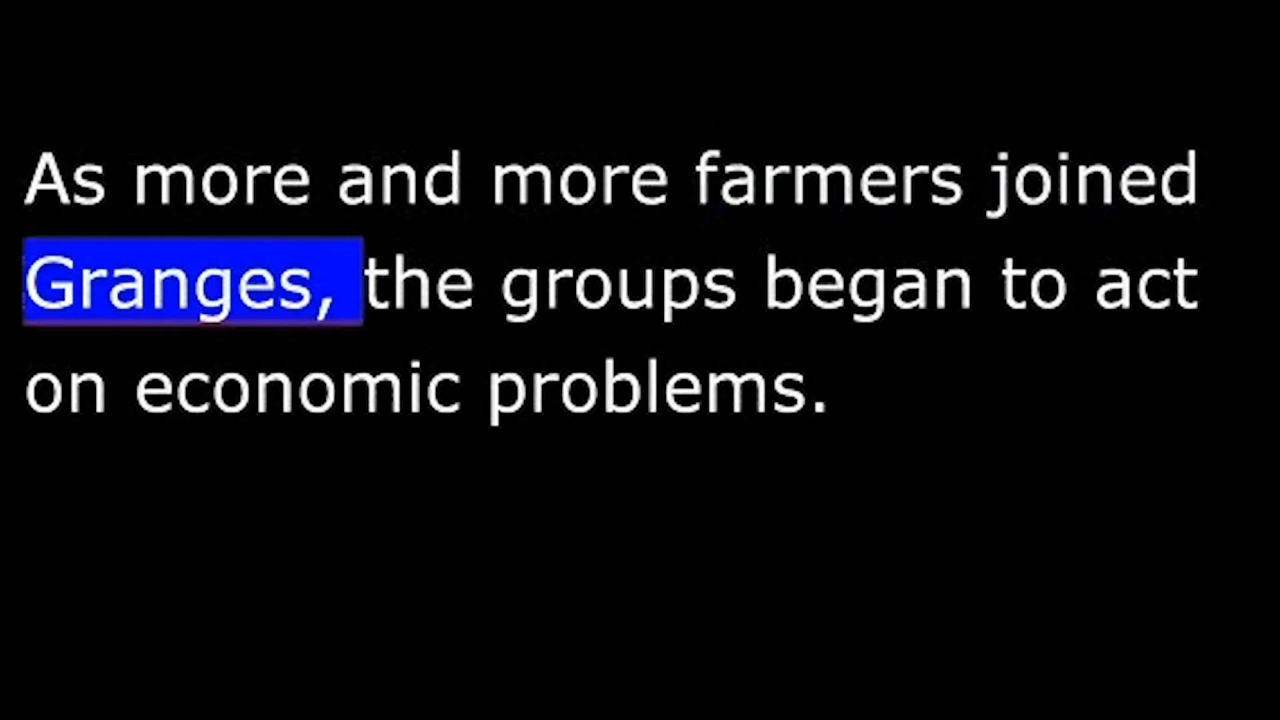 As more and more farmers joined
Granges, the groups began to act
on economic problems.